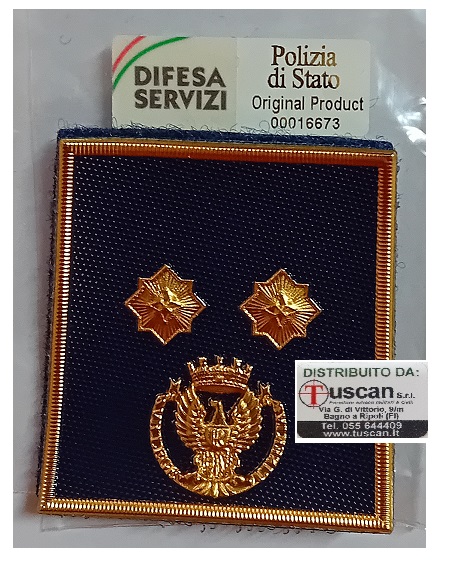 DIFESA
SERVIZI
Polizia
di Stato
Original Product
00016673
DISTRIBUITO DA:
Tuscan S.r.l.
Via G. di Vittorio, 9/m
Bagno a Ripoli (FI)
Tel. 055 644409
www.tuscan.it